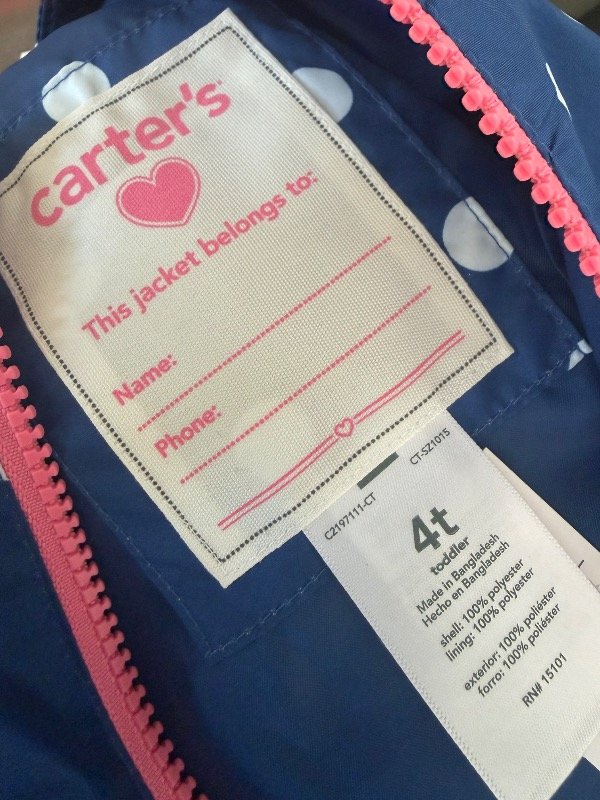 carter's
This jacket belongs to:
Name:
Phone:
C2197111-CT
CT-SZ1015
4t
toddler
Made in Bangladesh
Hecho en Bangladesh
shell: 100% polyester
lining: 100% polyester
exterior: 100% poliéster
forro: 100% poliéster
RN# 15101